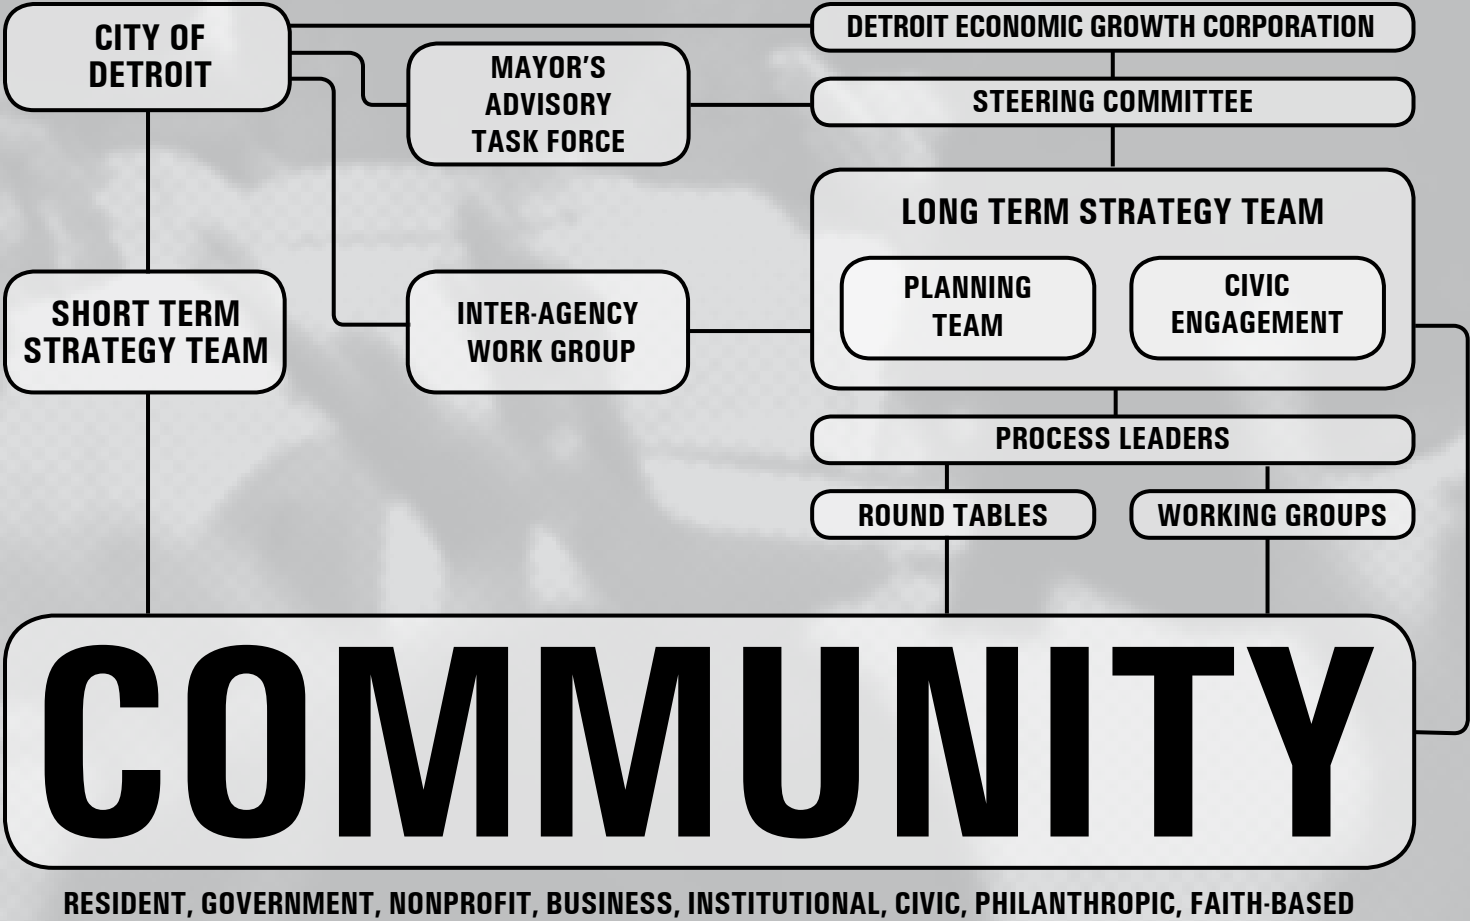 CITY OF
DETROIT
DETROIT ECONOMIC GROWTH CORPORATION
MAYOR'S
ADVISORY
TASK FORCE
STEERING COMMITTEE
LONG TERM STRATEGY TEAM
PLANNING
TEAM
CIVIC
ENGAGEMENT
SHORT TERM
STRATEGY TEAM
INTER-AGENCY
WORK GROUP
PROCESS LEADERS
ROUND TABLES
WORKING GROUPS
COMMUNITY
RESIDENT, GOVERNMENT, NONPROFIT, BUSINESS, INSTITUTIONAL, CIVIC, PHILANTHROPIC, FAITH-BASED